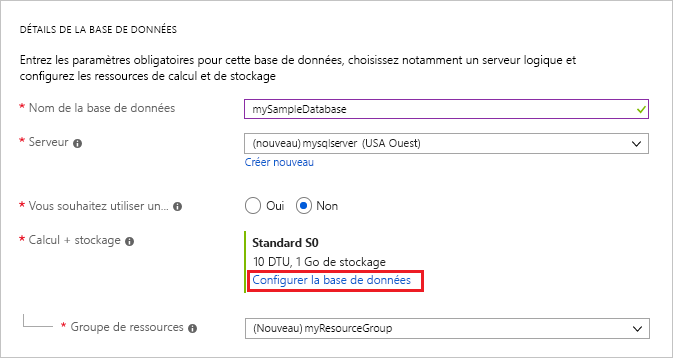 DÉTAILS DE LA BASE DE DONNÉES
Entrez les paramètres obligatoires pour cette base de données, choisissez notamment un serveur logique et
configurez les ressources de calcul et de stockage
* Nom de la base de données
mySampleDatabase
* Serveur
(nouveau) mysqlserver (USA Ouest)
Créer nouveau
* Vous souhaitez utiliser un...
Oui
Non
* Calcul + stockage
Standard S0
10 DTU, 1 Go de stockage
Configurer la base de données
* Groupe de ressources
(Nouveau) myResourceGroup